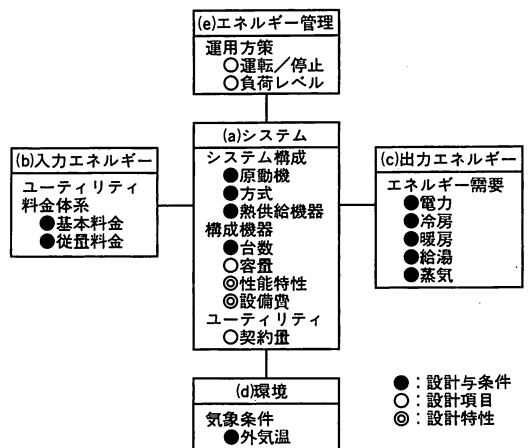 (e)エネルギー管理
運用方策
○運転/停止
○負荷レベル
(a)システム
システム構成
●原動機
●方式
●熱供給機器
構成機器
●台数
○容量
◎性能特性
◎設備費
ユーティリティ
○契約量
(b)入力エネルギー
ユーティリティ
料金体系
●基本料金
●従量料金
(c)出力エネルギー
エネルギー需要
●電力
●冷房
●暖房
●給湯
●蒸気
(d)環境
気象条件
●外気温
●:設計与条件
○:設計項目
◎:設計特性